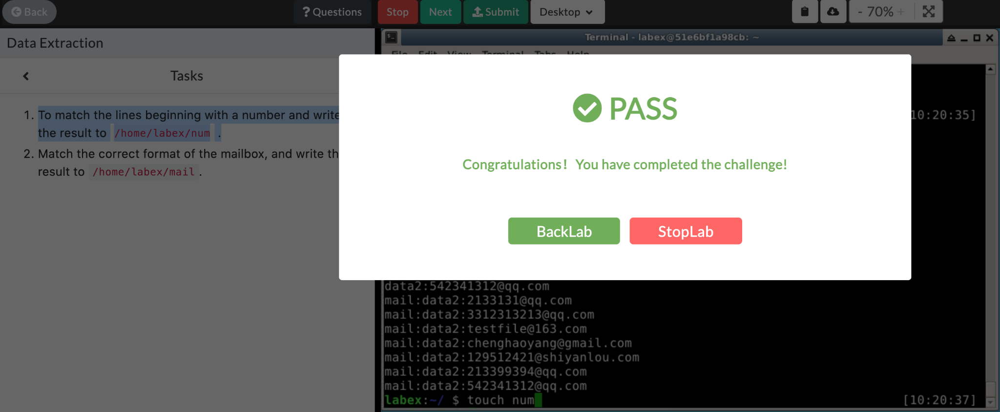 Back
? Questions
Stop
Next
Submit
Desktop
- 70% +
Data Extraction
Terminal - labex@51e6bf1a98cb: ~
File Edit View Terminal Tabs Help
Tasks
1. To match the lines beginning with a number and write
the result to /home/labex/num .
2. Match the correct format of the mailbox, and write th
result to /home/labex/mail .
10:20:35]
PASS
Congratulations！ You have completed the challenge!
BackLab
StopLab
data2:542341312@qq.com
mail:data2:2133131@qq.com
mail:data2:3312313213@qq.com
mail:data2:testfile@163.com
mail:data2:chenghaoyang@gmail.com
mail:data2:129512421@shiyanlou.com
mail:data2:213399394@qq.com
mail:data2:542341312@qq.com
labex:~/ $ touch num
[10:20:37]